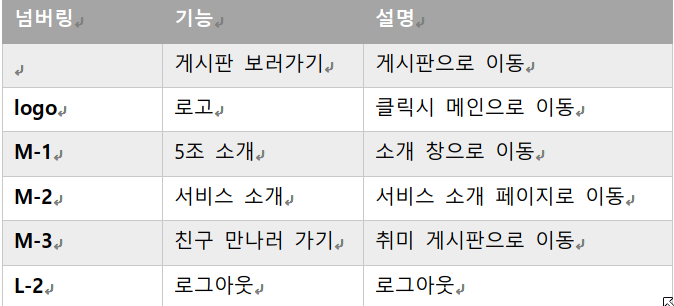 넘버링 기능 설명
게시판 보러가기 게시판으로 이동
logo 로고 클릭시 메인으로 이동
M-1 5조 소개 소개 창으로 이동
M-2 서비스 소개 서비스 소개 페이지로 이동
M-3 친구 만나러 가기 취미 게시판으로 이동
L-2 로그아웃 로그아웃